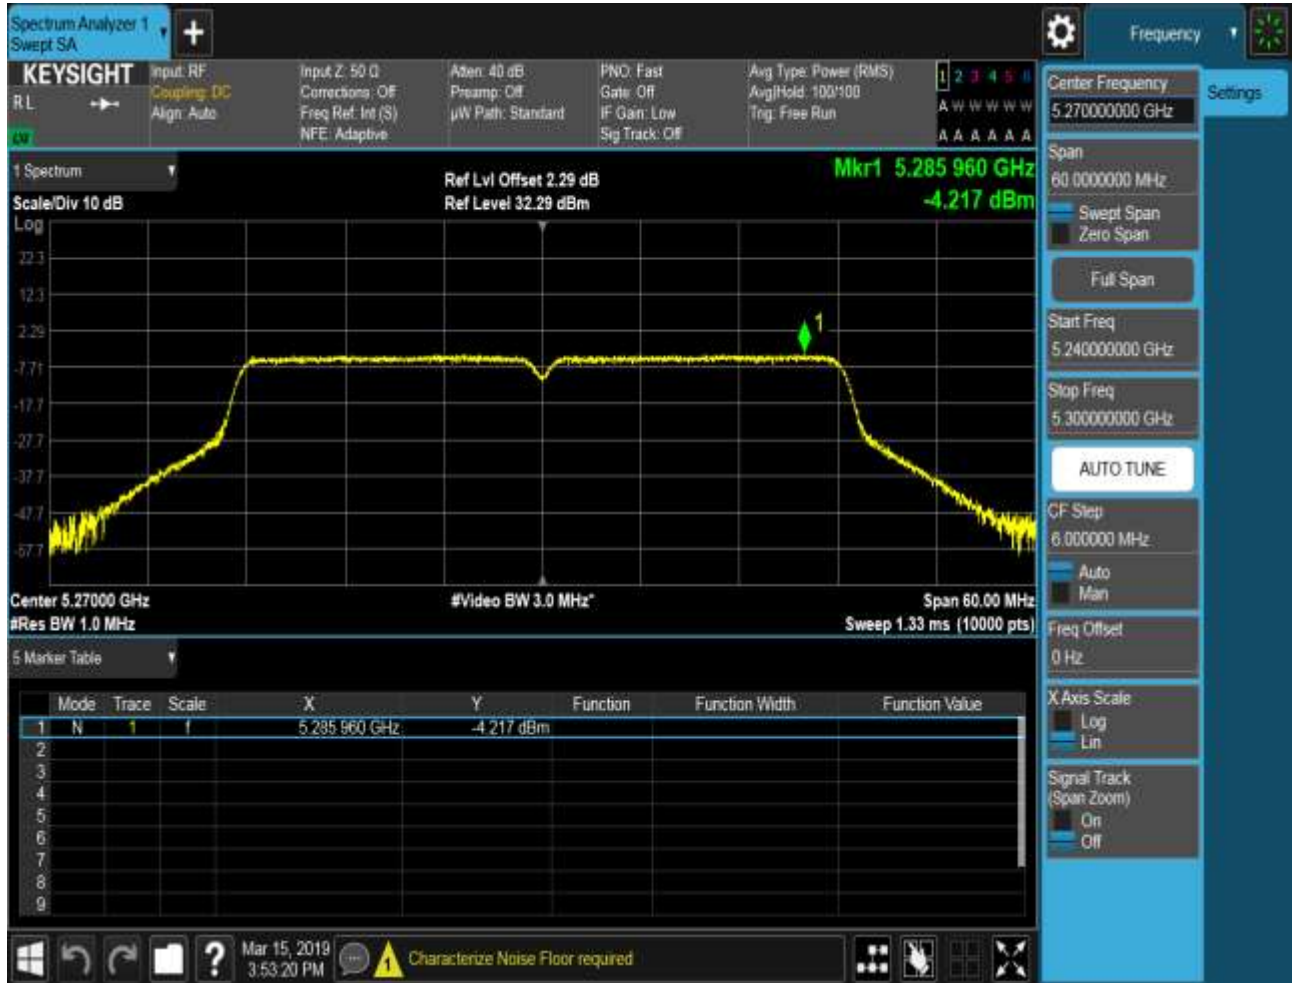 Spectrum Analyzer 1
Swept SA
Frequency
KEYSIGHT
R L
Input: RF
Coupling: DC
Align: Auto
Input Z: 50 Ω
Corrections: Off
Freq Ref: Int (S)
NFE: Adaptive
Atten: 40 dB
Preamp: Off
µW Path: Standard
PNO: Fast
Gate: Off
IF Gain: Low
Sig Track: Off
Avg Type: Power (RMS)
Avg|Hold: 100/100
Trig: Free Run
1 2 3 4 5 6
A W W W W W
A A A A A A
1 Spectrum
Scale/Div 10 dB
Ref Lvl Offset 2.29 dB
Ref Level 32.29 dBm
Mkr1 5.285 960 GHz
-4.217 dBm
Log
22.3
12.3
2.29
-7.71
-17.7
-27.7
-37.7
-47.7
-57.7
1
Center 5.27000 GHz
#Res BW 1.0 MHz
#Video BW 3.0 MHz*
Span 60.00 MHz
Sweep 1.33 ms (10000 pts)
5 Marker Table
Mode Trace Scale X Y Function Function Width Function Value
1 N 1 f 5.285 960 GHz -4.217 dBm
2
3
4
5
6
7
8
9
Mar 15, 2019
3:53:20 PM
Characterize Noise Floor required
Center Frequency
5.270000000 GHz
Settings
Span
60.0000000 MHz
Swept Span
Zero Span
Full Span
Start Freq
5.240000000 GHz
Stop Freq
5.300000000 GHz
AUTO TUNE
CF Step
6.000000 MHz
Auto
Man
Freq Offset
0 Hz
X Axis Scale
Log
Lin
Signal Track
(Span Zoom)
On
Off